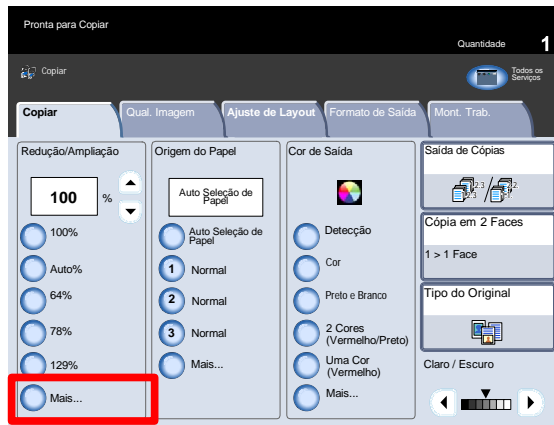 Pronta para Copiar
Quantidade 1
Copiar
Todos os
Serviços
Copiar
Qual. Imagem
Ajuste de Layout
Formato de Saída
Mont. Trab.
Redução/Ampliação
100 %
100%
Auto%
64%
78%
129%
Mais...
Origem do Papel
Auto Seleção de
Papel
Auto Seleção de
Papel
1 Normal
2 Normal
3 Normal
Mais...
Cor de Saída
Detecção
Cor
Preto e Branco
2 Cores
(Vermelho/Preto)
Uma Cor
(Vermelho)
Mais...
Saída de Cópias
Cópia em 2 Faces
1 > 1 Face
Tipo do Original
Claro / Escuro